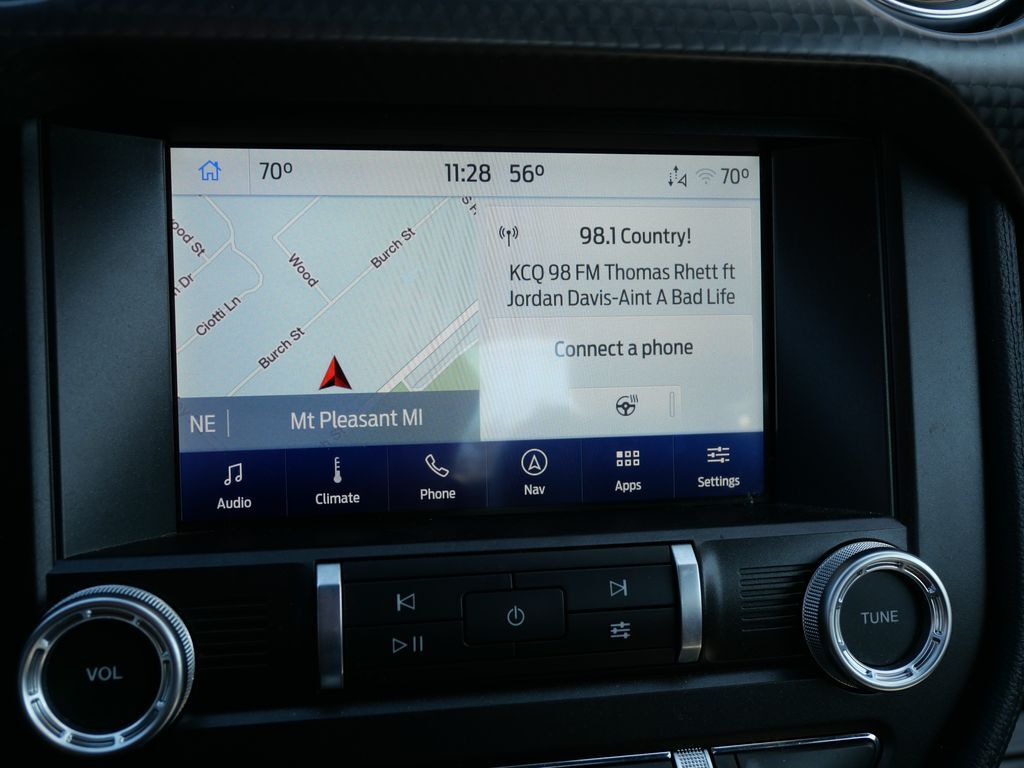 70°
11:28 56°
70°
ood St
n Dr
Ciotti Ln
Wood
Burch St
Burch St
S H
NE
Mt Pleasant MI
98.1 Country!
KCQ 98 FM Thomas Rhett ft
Jordan Davis-Aint A Bad Life
Connect a phone
Audio
Climate
Phone
Nav
Apps
Settings
VOL
TUNE